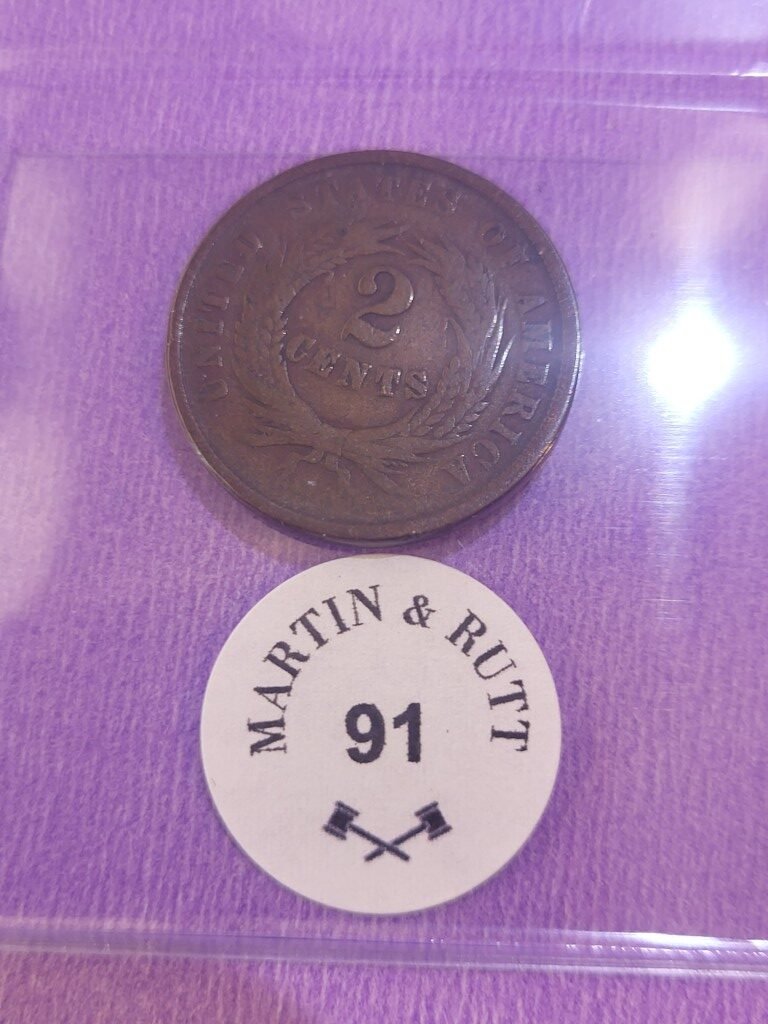 UNITED STATES OF AMERICA
2
CENTS
MARTIN & RUTT
91